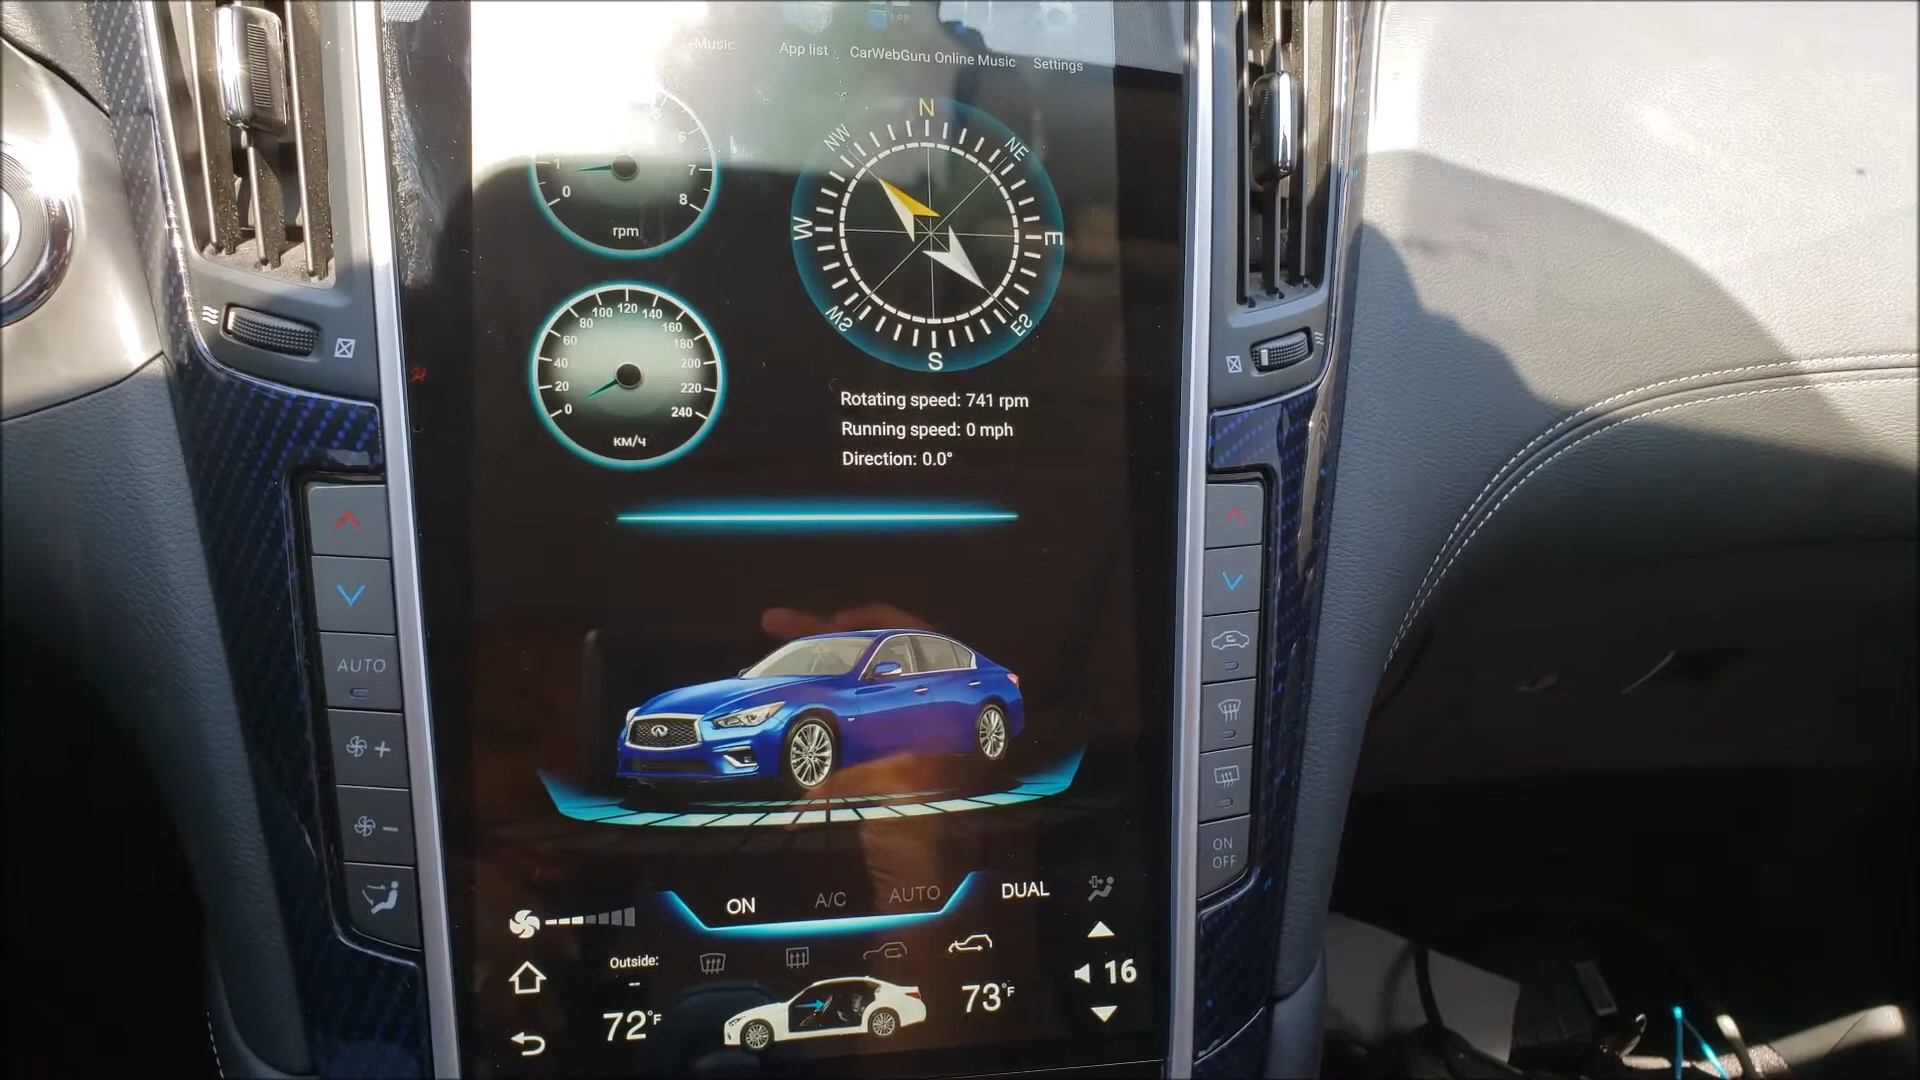 Music App list CarWebGuru Online Music Settings
5
6
7
8
1
0
rpm
N
NE
E
ES
S
SW
W
NW
0
20
40
60
80
100
120
140
160
180
200
220
240
км/ч
Rotating speed: 741 rpm
Running speed: 0 mph
Direction: 0.0°
AUTO
E
ON
OFF
ON A/C AUTO DUAL
Outside:
--
72°F
73°F
16